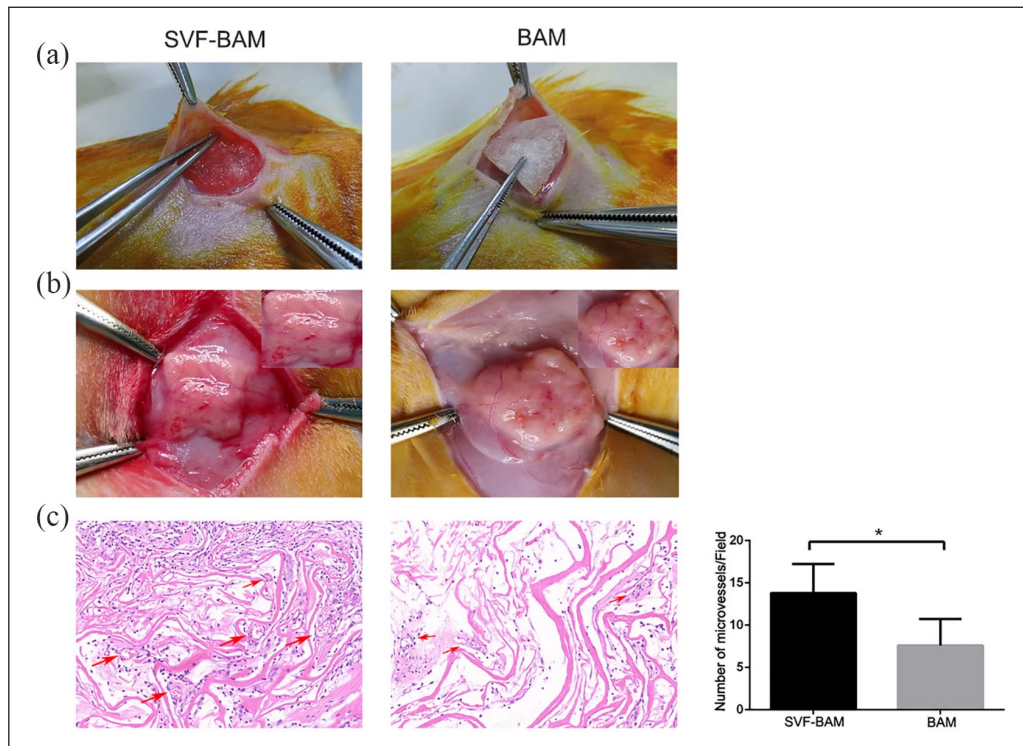 SVF-BAM BAM
(a)
(b)
(c)
20
15
10
5
0
Number of microvessels/Field
*
SVF-BAM BAM